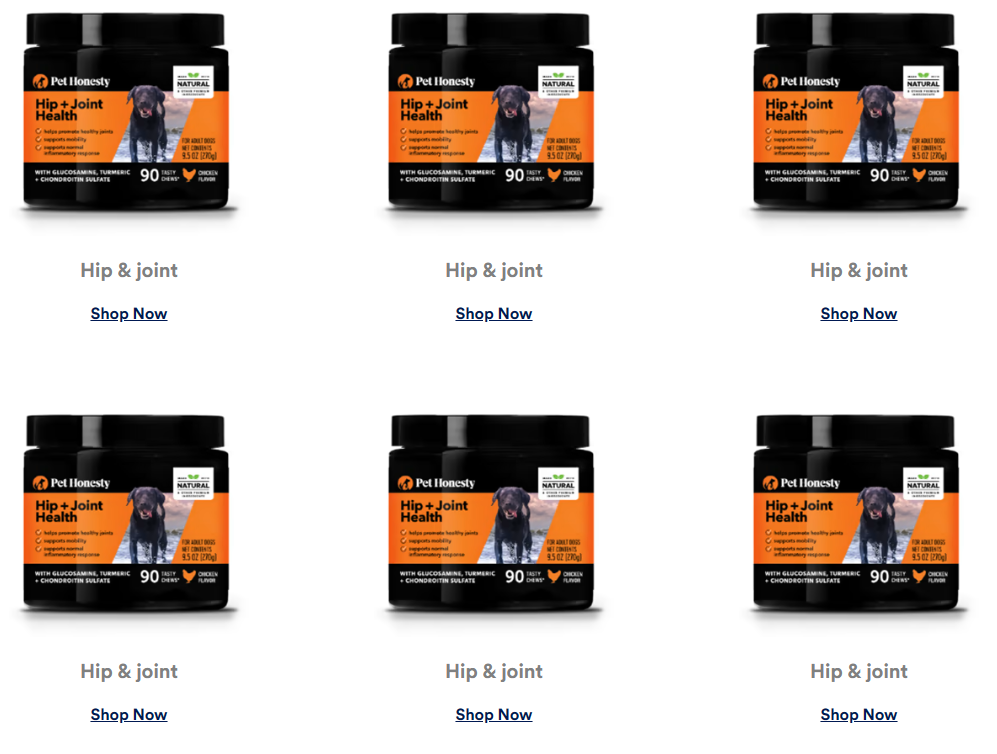 Pet Honesty
NATURAL
Hip + Joint
Health
helps promote healthy joints
supports mobility
supports normal
inflammatory response
FOR ADULT DOGS
NET CONTENTS
9.5 OZ (270g)
WITH GLUCOSAMINE, TURMERIC
+ CHONDROITIN SULFATE
90 TASTY CHEWS*
CHICKEN FLAVOR
Pet Honesty
NATURAL
Hip + Joint
Health
helps promote healthy joints
supports mobility
supports normal
inflammatory response
FOR ADULT DOGS
NET CONTENTS
9.5 OZ (270g)
WITH GLUCOSAMINE, TURMERIC
+ CHONDROITIN SULFATE
90 TASTY CHEWS*
CHICKEN FLAVOR
Pet Honesty
NATURAL
Hip + Joint
Health
helps promote healthy joints
supports mobility
supports normal
inflammatory response
FOR ADULT DOGS
NET CONTENTS
9.5 OZ (270g)
WITH GLUCOSAMINE, TURMERIC
+ CHONDROITIN SULFATE
90 TASTY CHEWS*
CHICKEN FLAVOR
Hip & joint
Hip & joint
Hip & joint
Shop Now
Shop Now
Shop Now
Pet Honesty
NATURAL
Hip + Joint
Health
helps promote healthy joints
supports mobility
supports normal
inflammatory response
FOR ADULT DOGS
NET CONTENTS
9.5 OZ (270g)
WITH GLUCOSAMINE, TURMERIC
+ CHONDROITIN SULFATE
90 TASTY CHEWS*
CHICKEN FLAVOR
Pet Honesty
NATURAL
Hip + Joint
Health
helps promote healthy joints
supports mobility
supports normal
inflammatory response
FOR ADULT DOGS
NET CONTENTS
9.5 OZ (270g)
WITH GLUCOSAMINE, TURMERIC
+ CHONDROITIN SULFATE
90 TASTY CHEWS*
CHICKEN FLAVOR
Pet Honesty
NATURAL
Hip + Joint
Health
helps promote healthy joints
supports mobility
supports normal
inflammatory response
FOR ADULT DOGS
NET CONTENTS
9.5 OZ (270g)
WITH GLUCOSAMINE, TURMERIC
+ CHONDROITIN SULFATE
90 TASTY CHEWS*
CHICKEN FLAVOR
Hip & joint
Hip & joint
Hip & joint
Shop Now
Shop Now
Shop Now